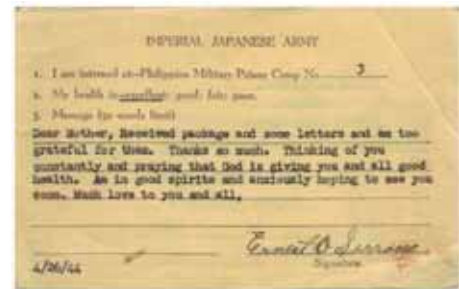 IMPERIAL JAPANESE ARMY
1. I am interned at—Philippine Military Prison Camp No. 3
2. My health is—excellent; good; fair; poor.
3. Message (50 words limit)
Dear Mother, Received package and some letters and am too
grateful for them. Thanks so much. Thinking of you
constantly and praying that God is giving you and all good
health. Am in good spirits and anxiously hoping to see you
soon. Much love to you and all,
Ernest O
Signature
4/26/44